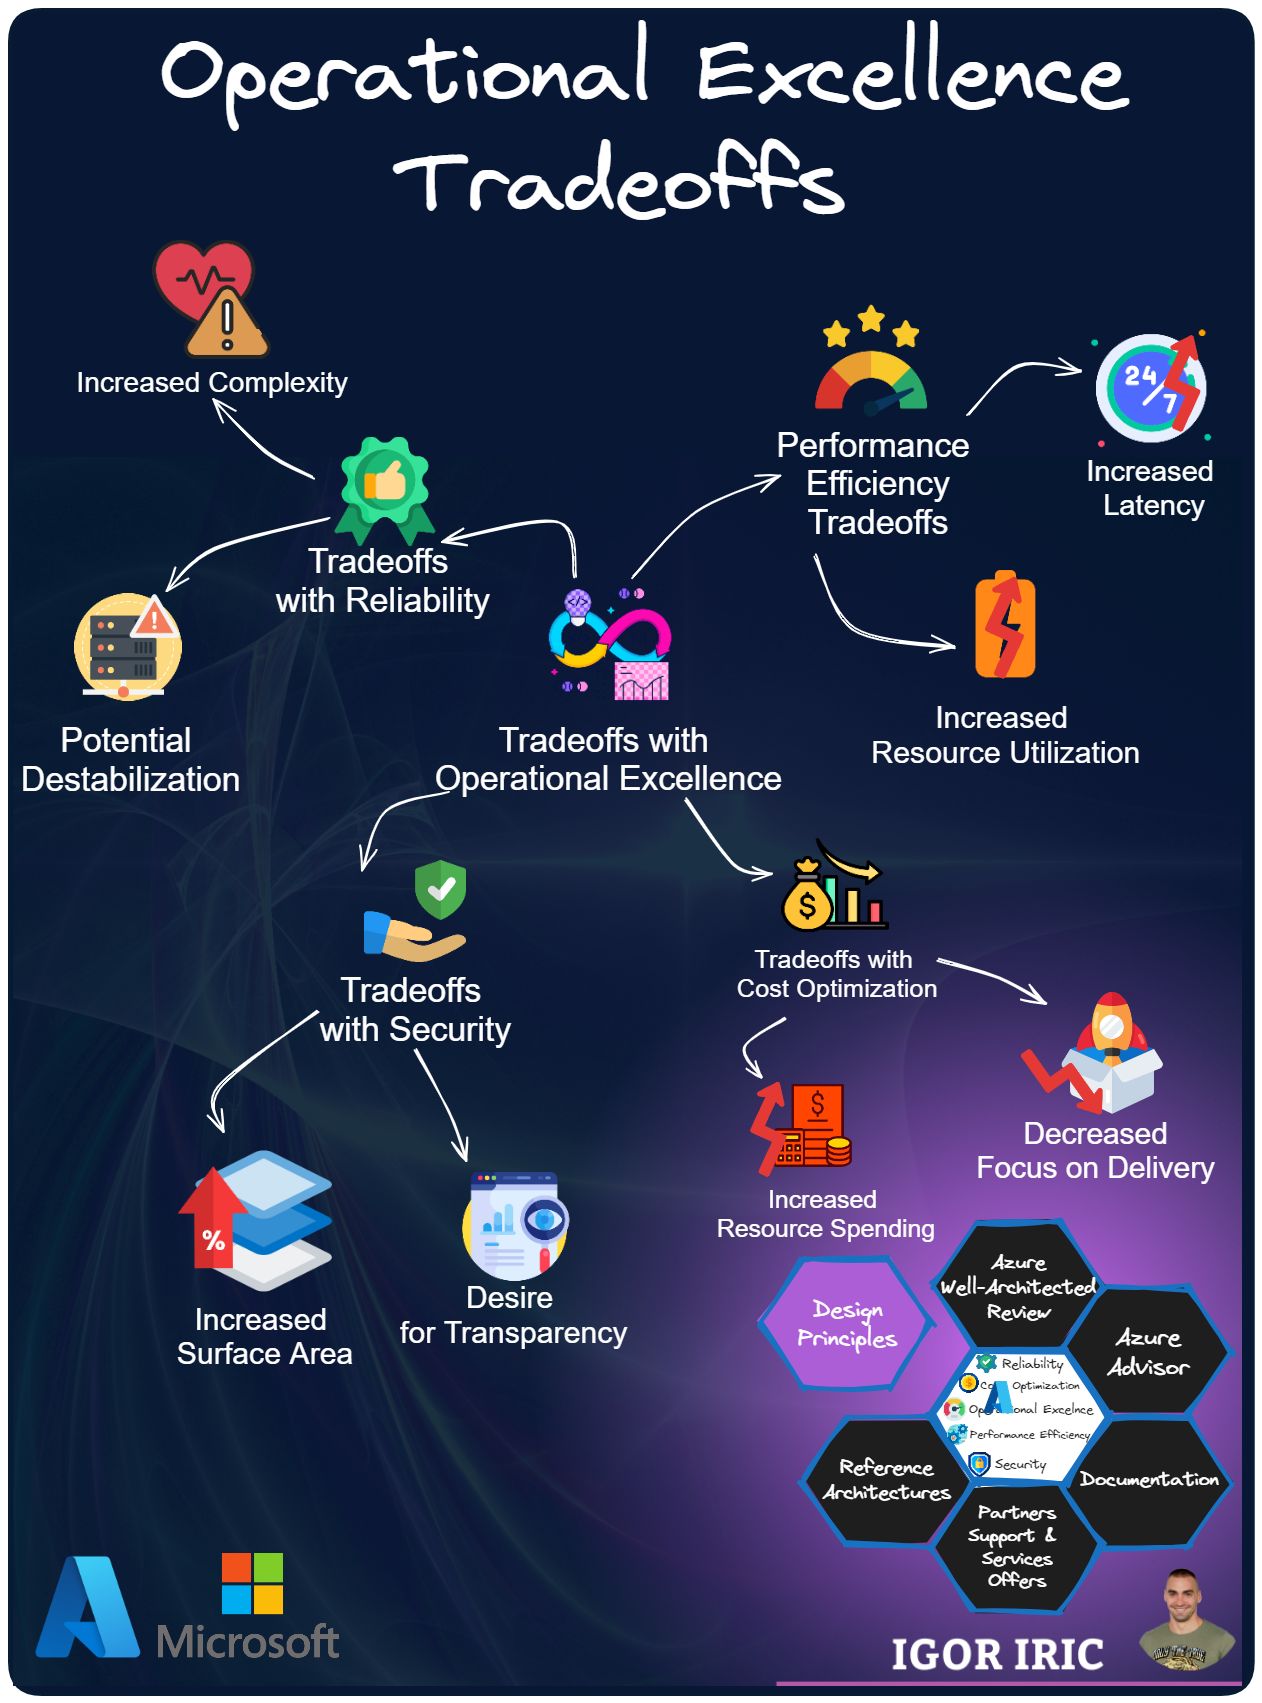 Operational Excellence
Tradeoffs
Increased Complexity
Performance
Efficiency
Tradeoffs
24/7
Increased
Latency
Tradeoffs
with Reliability
Increased
Resource Utilization
Potential
Destabilization
Tradeoffs with
Operational Excellence
Tradeoffs
with Security
Tradeoffs with
Cost Optimization
Decreased
Focus on Delivery
Increased
Resource Spending
%
Increased
Surface Area
Desire
for Transparency
Design
Principles
Azure
Well-Architected
Review
Azure
Advisor
Reliability
Optimization
Operational Excelnce
Performance Efficiency
Security
Reference
Architectures
Documentation
Partners
Support &
Services
Offers
Microsoft
IGOR IRIC